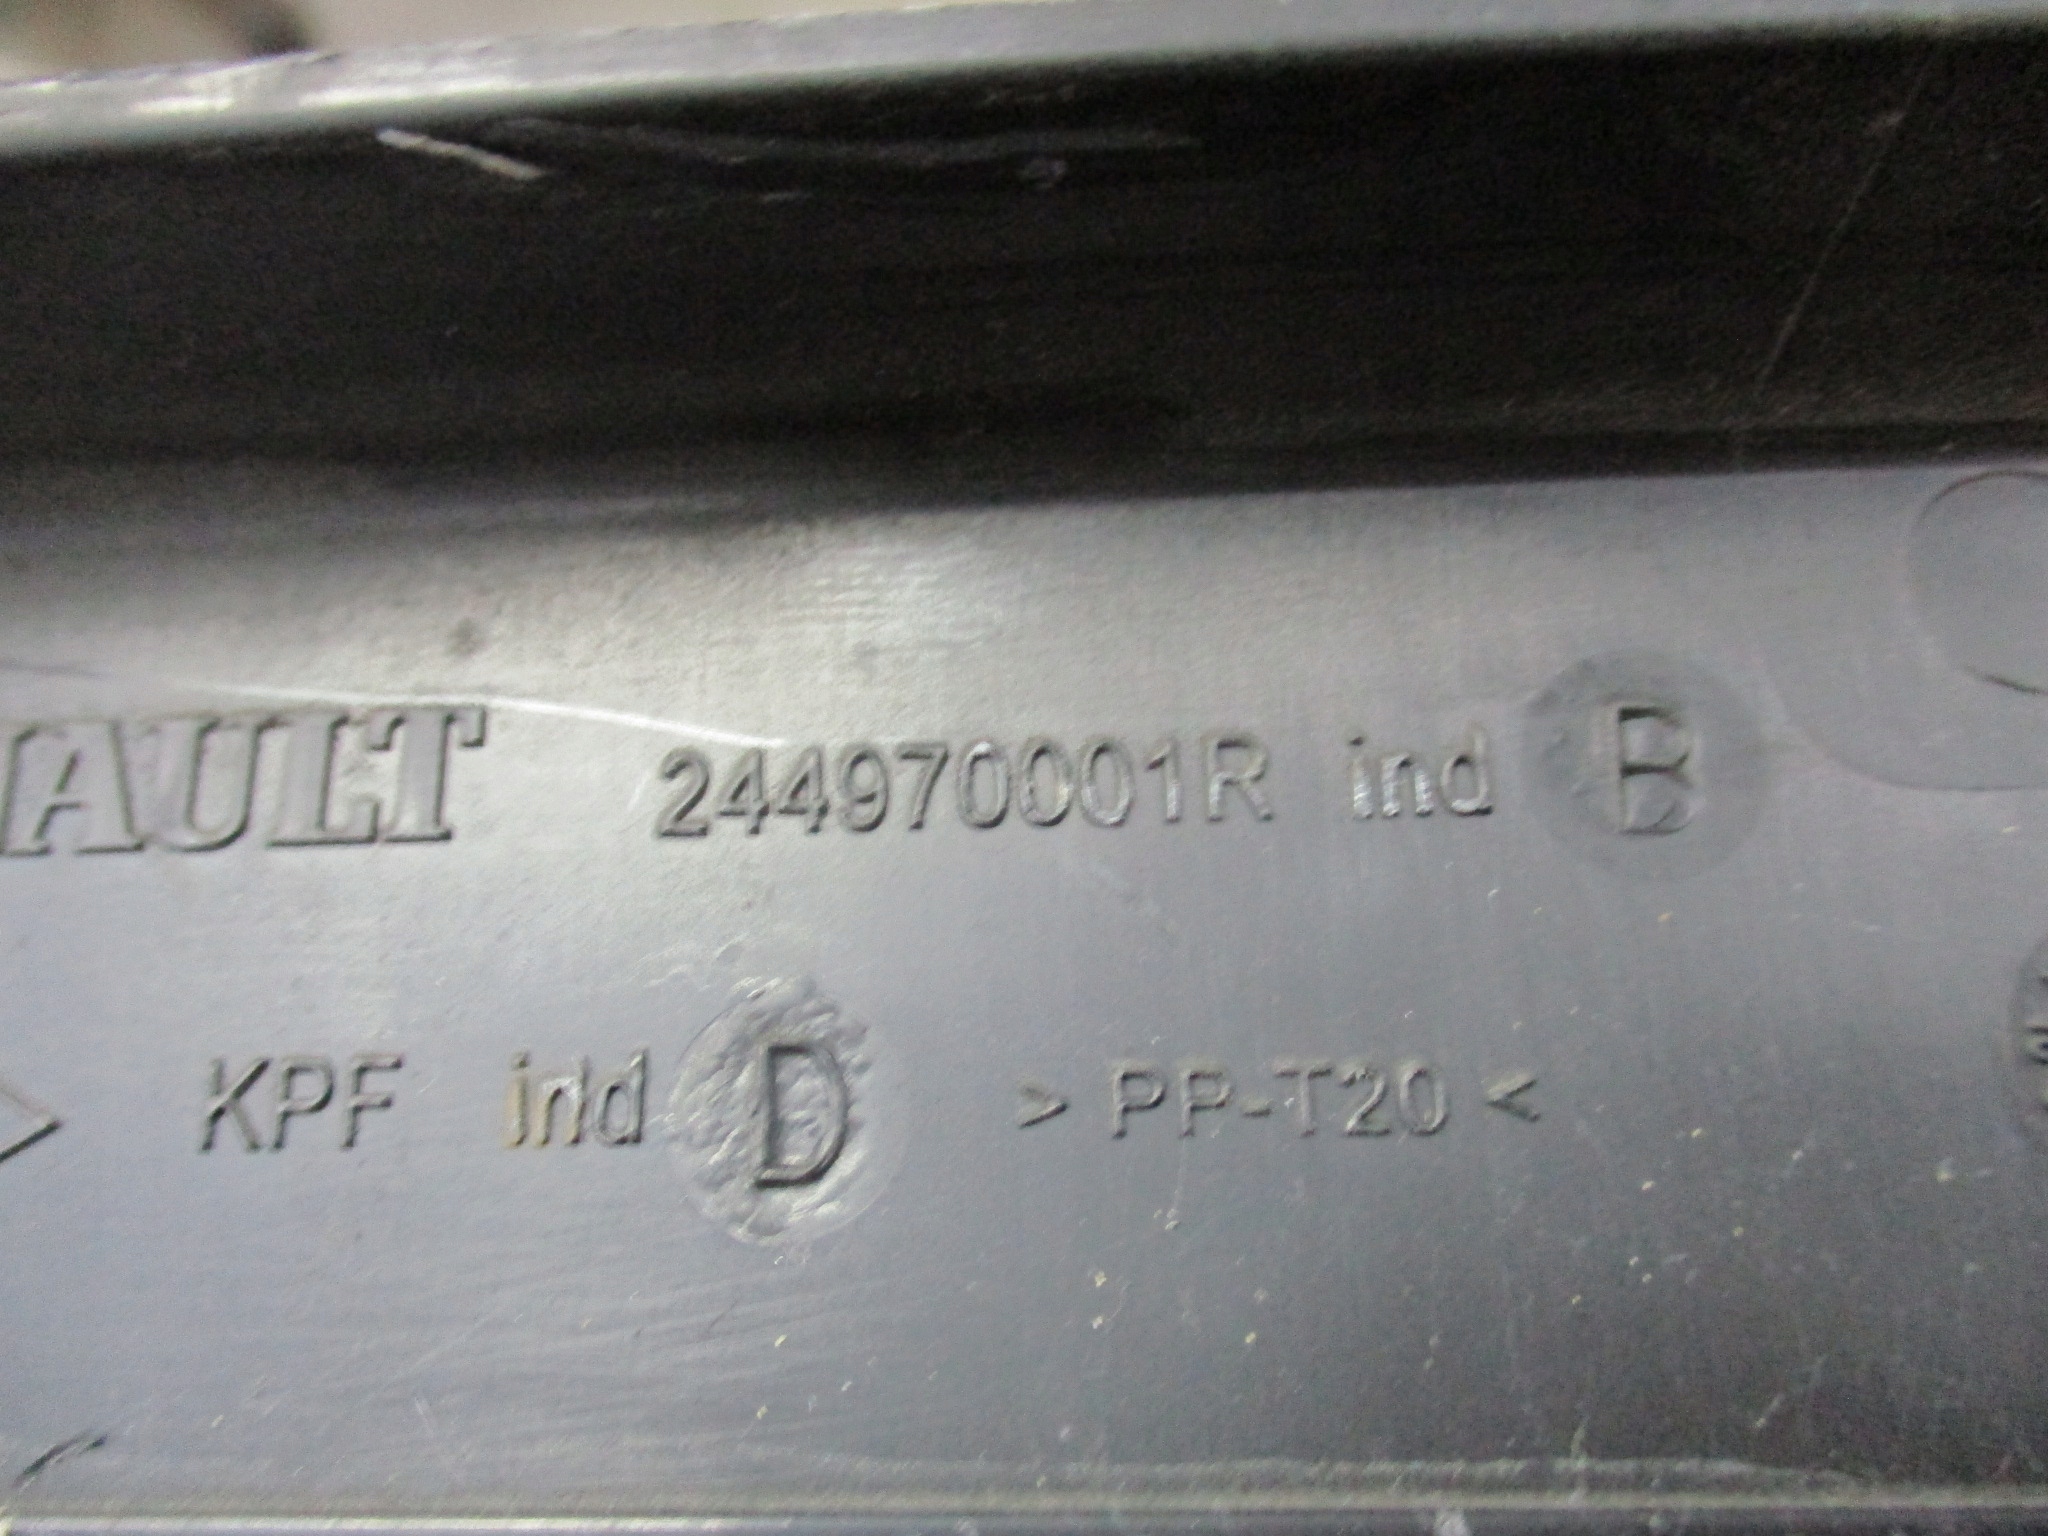 AULT 244970001R ind B
KPF ind D > PP-T20 <